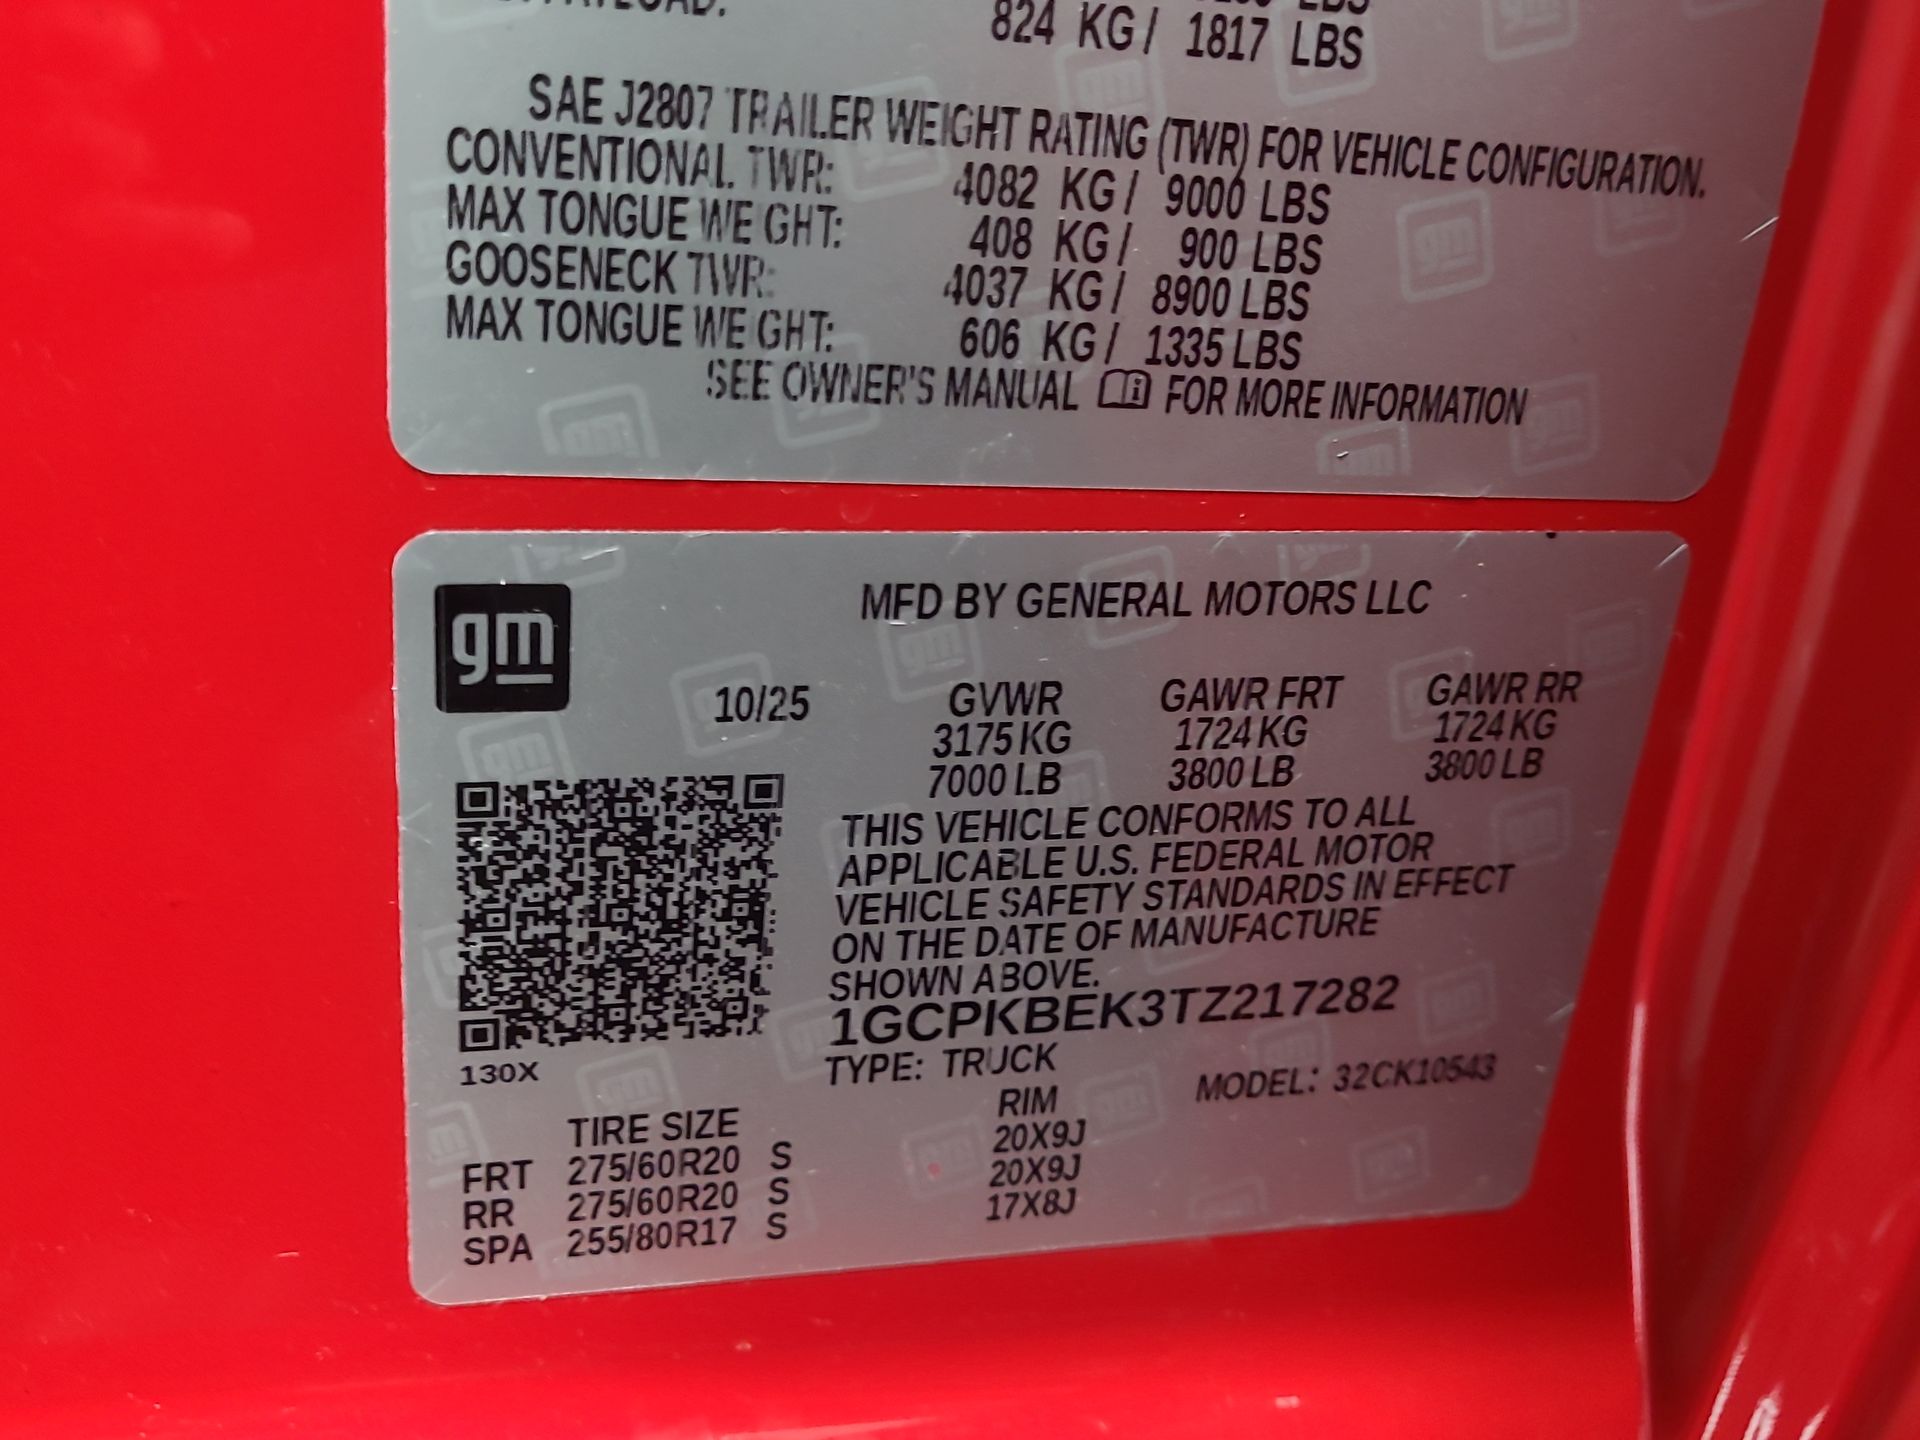 824 KG / 1817 LBS
SAE J2807 TRAILER WEIGHT RATING (TWR) FOR VEHICLE CONFIGURATION.
CONVENTIONAL TWR: 4082 KG / 9000 LBS
MAX TONGUE WEIGHT: 408 KG / 900 LBS
GOOSENECK TWR: 4037 KG / 8900 LBS
MAX TONGUE WEIGHT: 606 KG / 1335 LBS
SEE OWNER'S MANUAL FOR MORE INFORMATION
gm
MFD BY GENERAL MOTORS LLC
10/25 GVWR GAWR FRT GAWR RR
3175 KG 1724 KG 1724 KG
7000 LB 3800 LB 3800 LB
THIS VEHICLE CONFORMS TO ALL
APPLICABLE U.S. FEDERAL MOTOR
VEHICLE SAFETY STANDARDS IN EFFECT
ON THE DATE OF MANUFACTURE
SHOWN ABOVE.
1GCPKBEK3TZ217282
TYPE: TRUCK MODEL: 32CK10543
130X
TIRE SIZE RIM
FRT 275/60R20 S 20X9J
RR 275/60R20 S 20X9J
SPA 255/80R17 S 17X8J